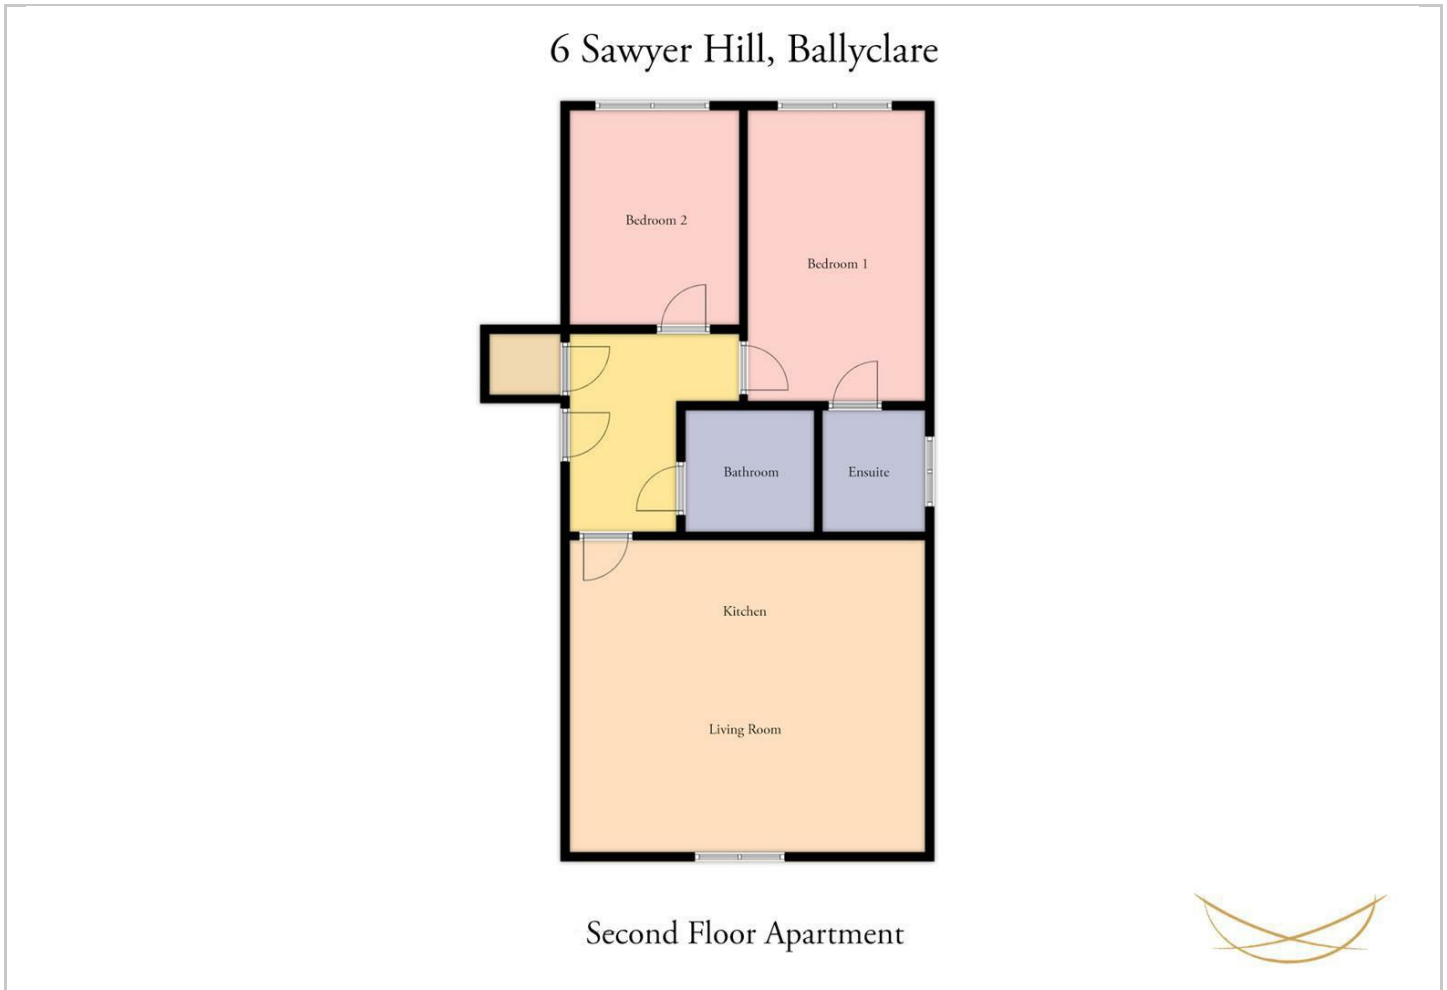 6 Sawyer Hill, Ballyclare
Bedroom 2
Bedroom 1
Bathroom
Ensuite
Kitchen
Living Room
Second Floor Apartment